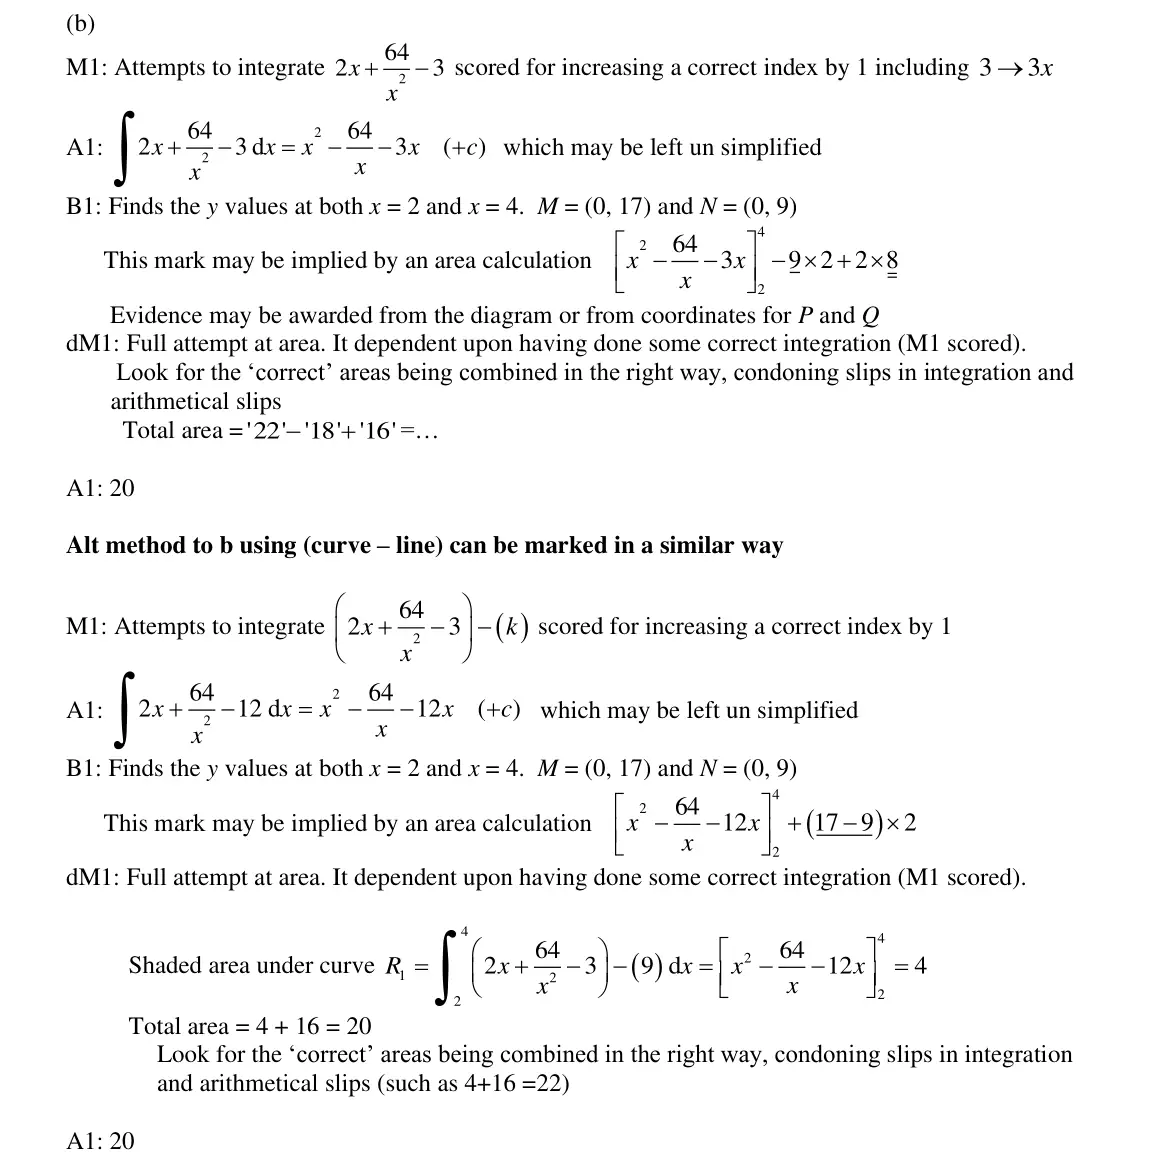 (b)
M1: Attempts to integrate 2x + 64/x² − 3 scored for increasing a correct index by 1 including 3 → 3x
A1: ∫ 2x + 64/x² − 3 dx = x² − 64/x − 3x (+c) which may be left un simplified
B1: Finds the y values at both x = 2 and x = 4. M = (0, 17) and N = (0, 9)
This mark may be implied by an area calculation [x² − 64/x − 3x]₂⁴ − 9×2 + 2×8
Evidence may be awarded from the diagram or from coordinates for P and Q
dM1: Full attempt at area. It dependent upon having done some correct integration (M1 scored).
Look for the ‘correct’ areas being combined in the right way, condoning slips in integration and
arithmetical slips
Total area = '22'− '18'+ '16' =…
A1: 20
Alt method to b using (curve – line) can be marked in a similar way
M1: Attempts to integrate (2x + 64/x² − 3) − (k) scored for increasing a correct index by 1
A1: ∫ 2x + 64/x² − 12 dx = x² − 64/x − 12x (+c) which may be left un simplified
B1: Finds the y values at both x = 2 and x = 4. M = (0, 17) and N = (0, 9)
This mark may be implied by an area calculation [x² − 64/x − 12x]₂⁴ + (17 − 9) × 2
dM1: Full attempt at area. It dependent upon having done some correct integration (M1 scored).
Shaded area under curve R₁ = ∫₂⁴ (2x + 64/x² − 3) − (9) dx = [x² − 64/x − 12x]₂⁴ = 4
Total area = 4 + 16 = 20
Look for the ‘correct’ areas being combined in the right way, condoning slips in integration
and arithmetical slips (such as 4+16 =22)
A1: 20